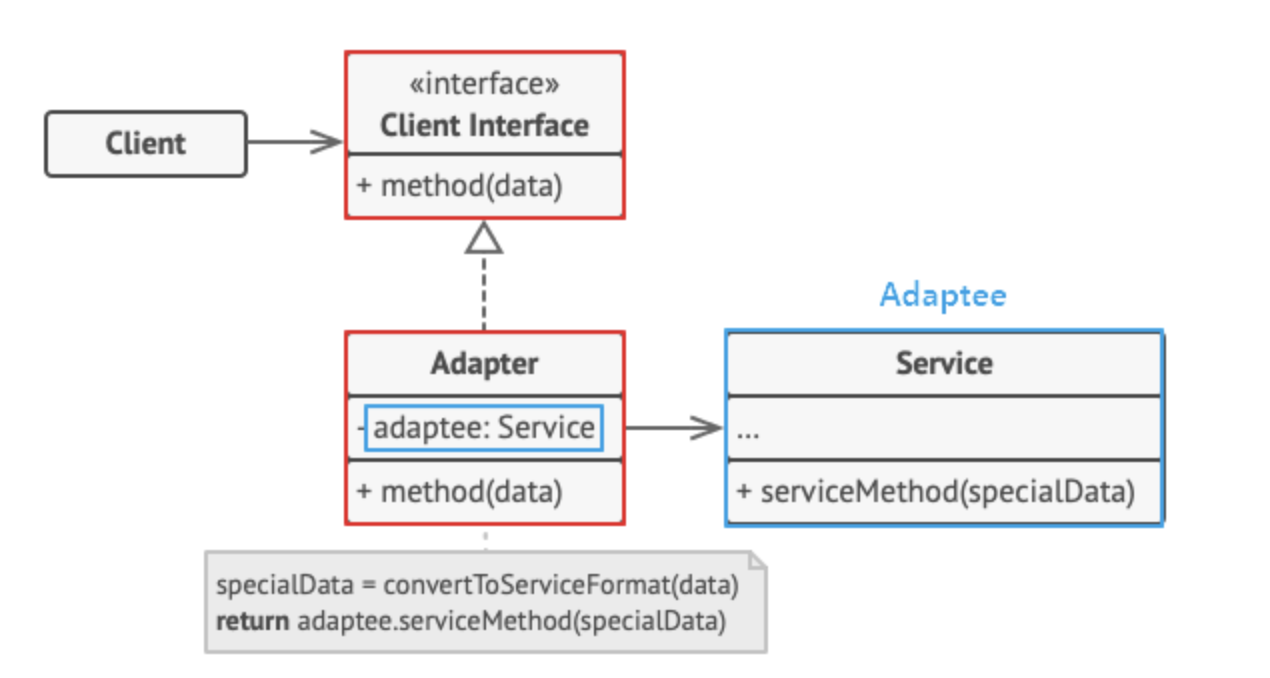 «interface»
Client Interface
Client
+ method(data)
Adaptee
Adapter
Service
- adaptee: Service
...
+ method(data)
+ serviceMethod(specialData)
specialData = convertToServiceFormat(data)
return adaptee.serviceMethod(specialData)